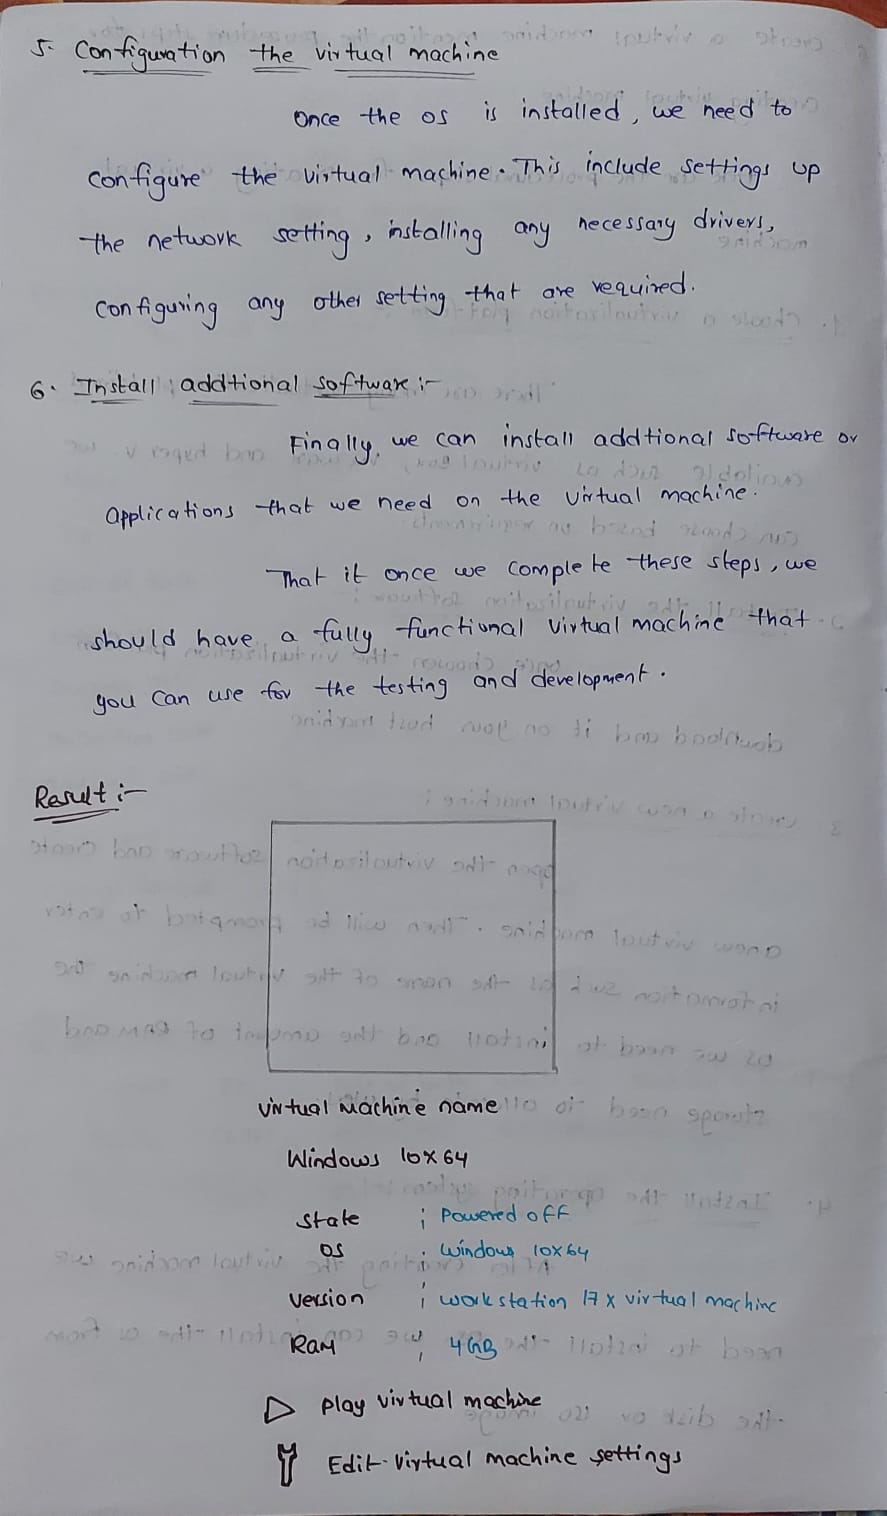 5. Configuration the virtual machine
Once the os is installed, we need to
configure the virtual machine. This include settings up
the network setting, installing any necessary drivers,
configuring any other setting that are required.
6. Install addtional software :-
Finally, we can install addtional software or
Applications that we need on the virtual machine.
That it once we complete these steps, we
should have a fully functional virtual machine that
you can use for the testing and development.
Result :-
virtual machine name
Windows 10x64
state : Powered off
OS : Windows 10x64
version : workstation 17 x virtual machine
RAM : 4GB
play virtual machine
Edit virtual machine settings